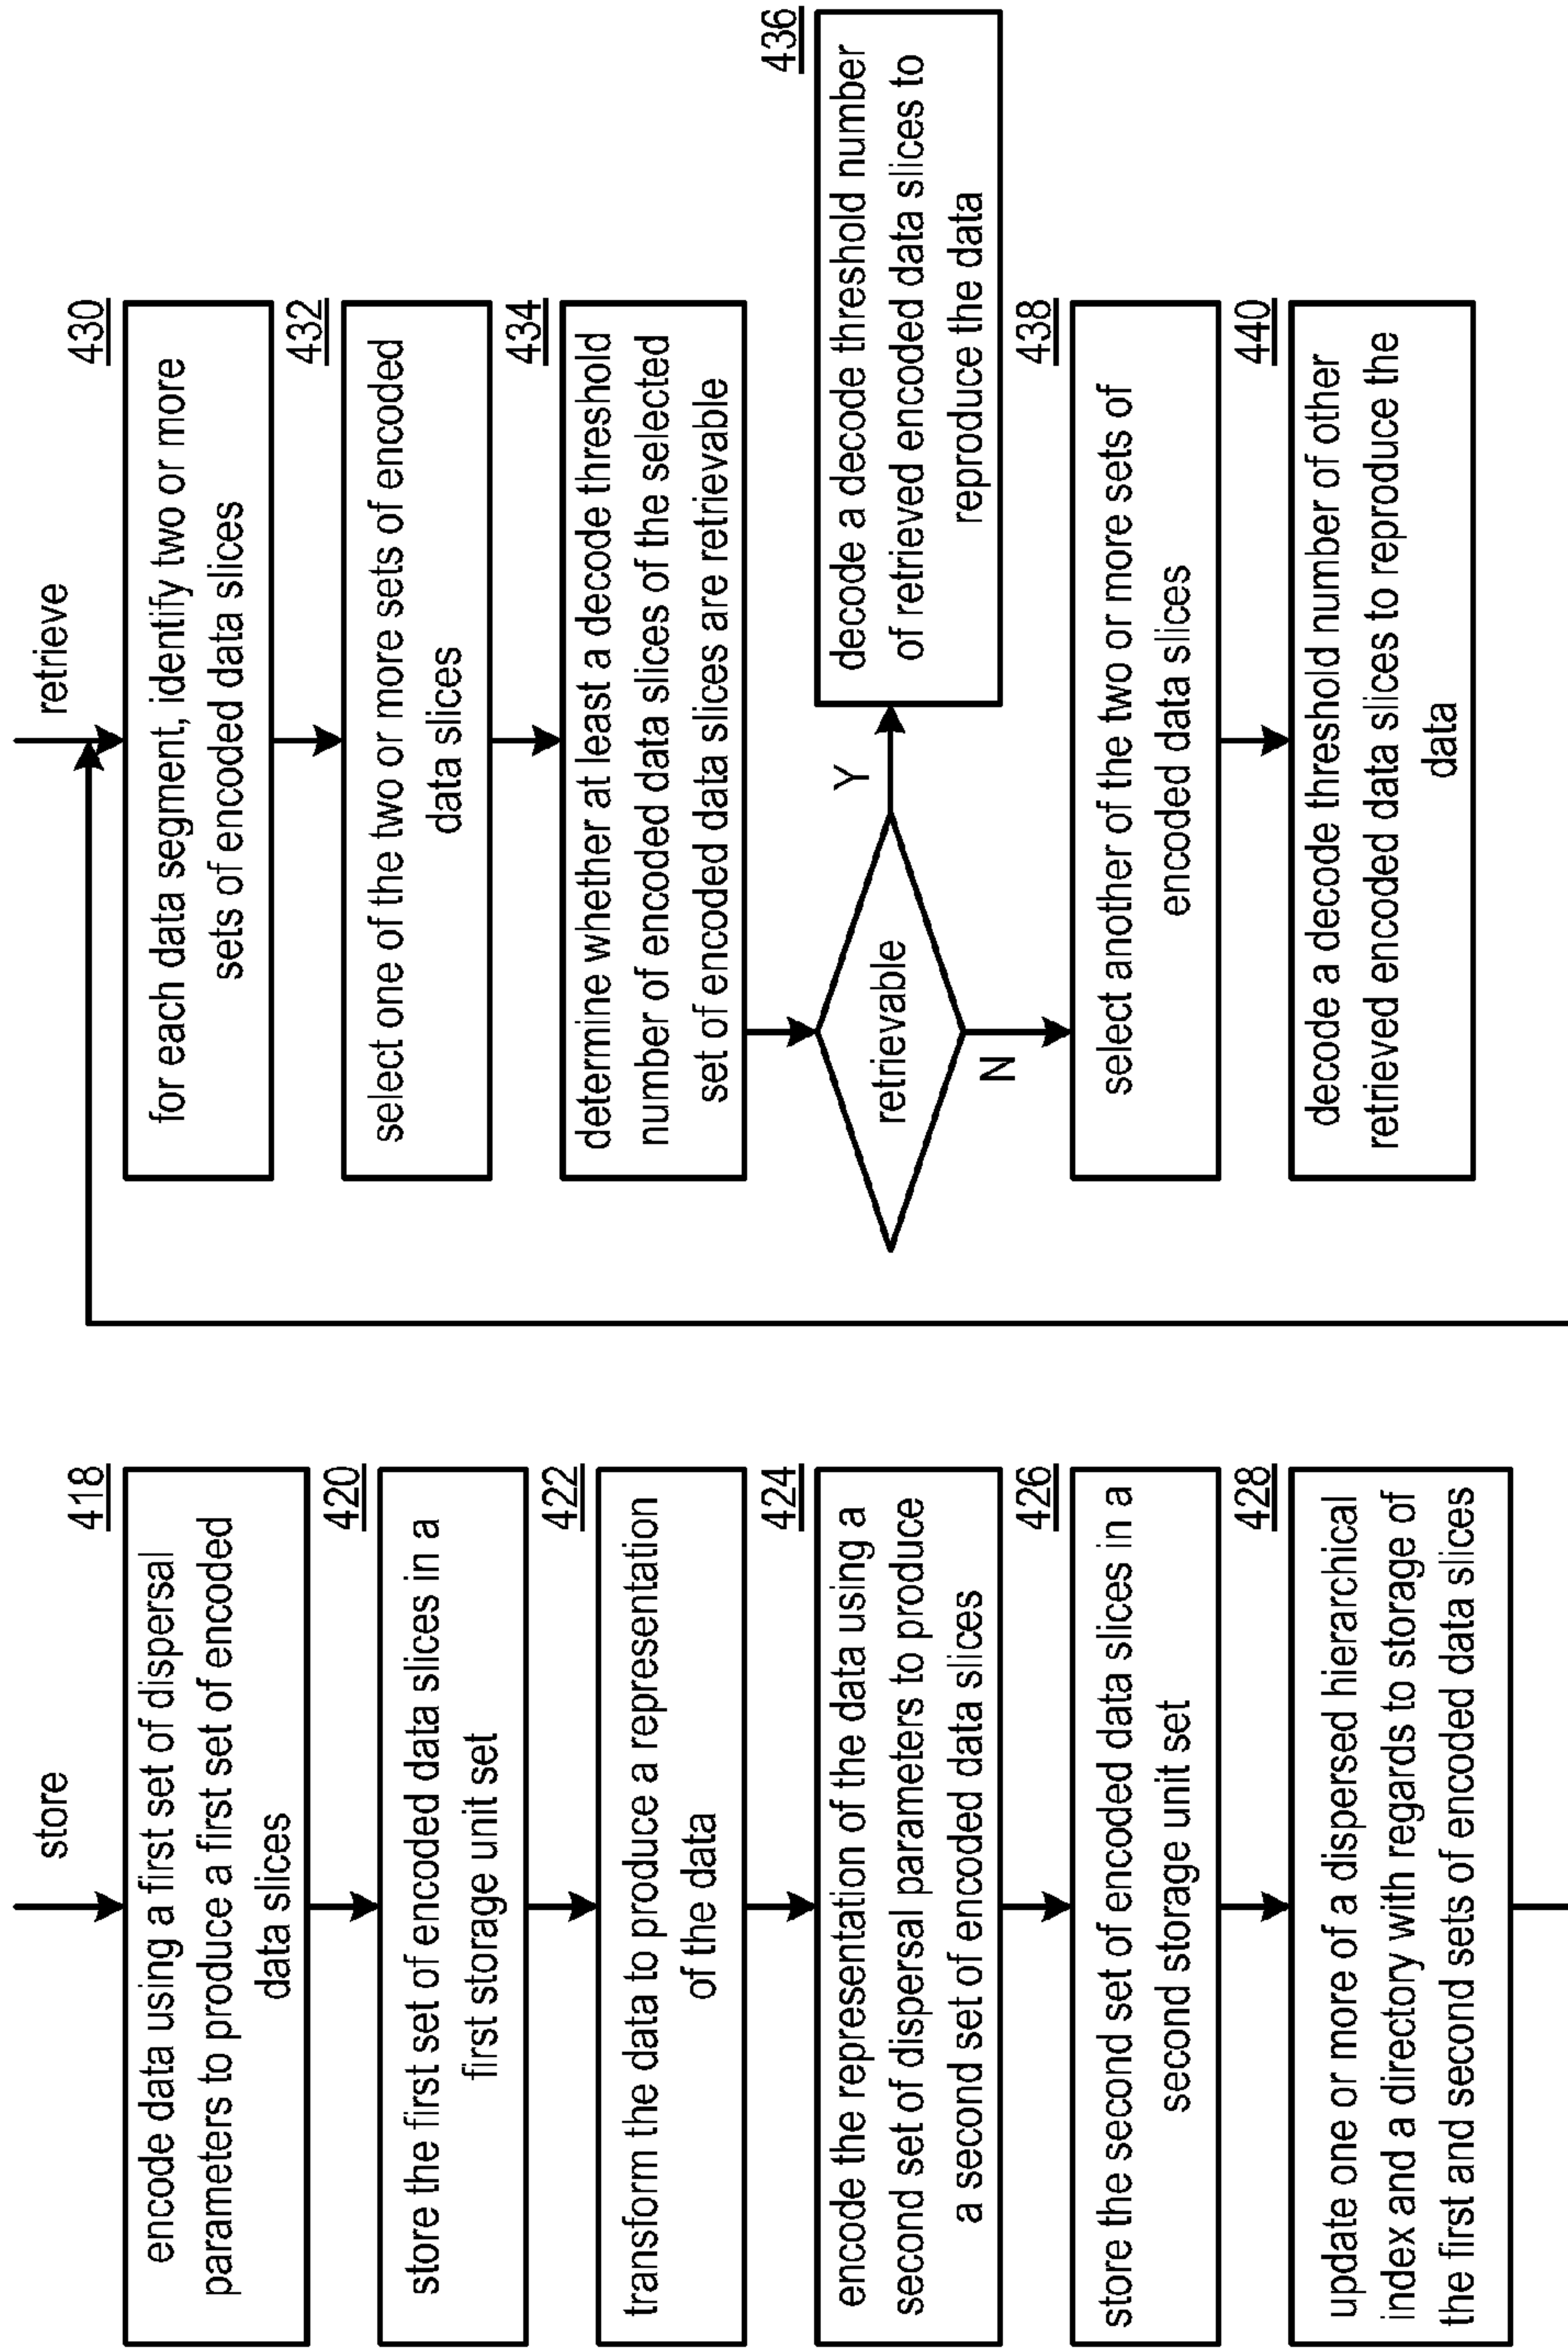 store
418
encode data using a first set of dispersal
parameters to produce a first set of encoded
data slices
420
store the first set of encoded data slices in a
first storage unit set
422
transform the data to produce a representation
of the data
424
encode the representation of the data using a
second set of dispersal parameters to produce
a second set of encoded data slices
426
store the second set of encoded data slices in a
second storage unit set
428
update one or more of a dispersed hierarchical
index and a directory with regards to storage of
the first and second sets of encoded data slices
retrieve
430
for each data segment, identify two or more
sets of encoded data slices
432
select one of the two or more sets of encoded
data slices
434
determine whether at least a decode threshold
number of encoded data slices of the selected
set of encoded data slices are retrievable
retrievable
Y
N
436
decode a decode threshold number
of retrieved encoded data slices to
reproduce the data
438
select another of the two or more sets of
encoded data slices
440
decode a decode threshold number of other
retrieved encoded data slices to reproduce the
data